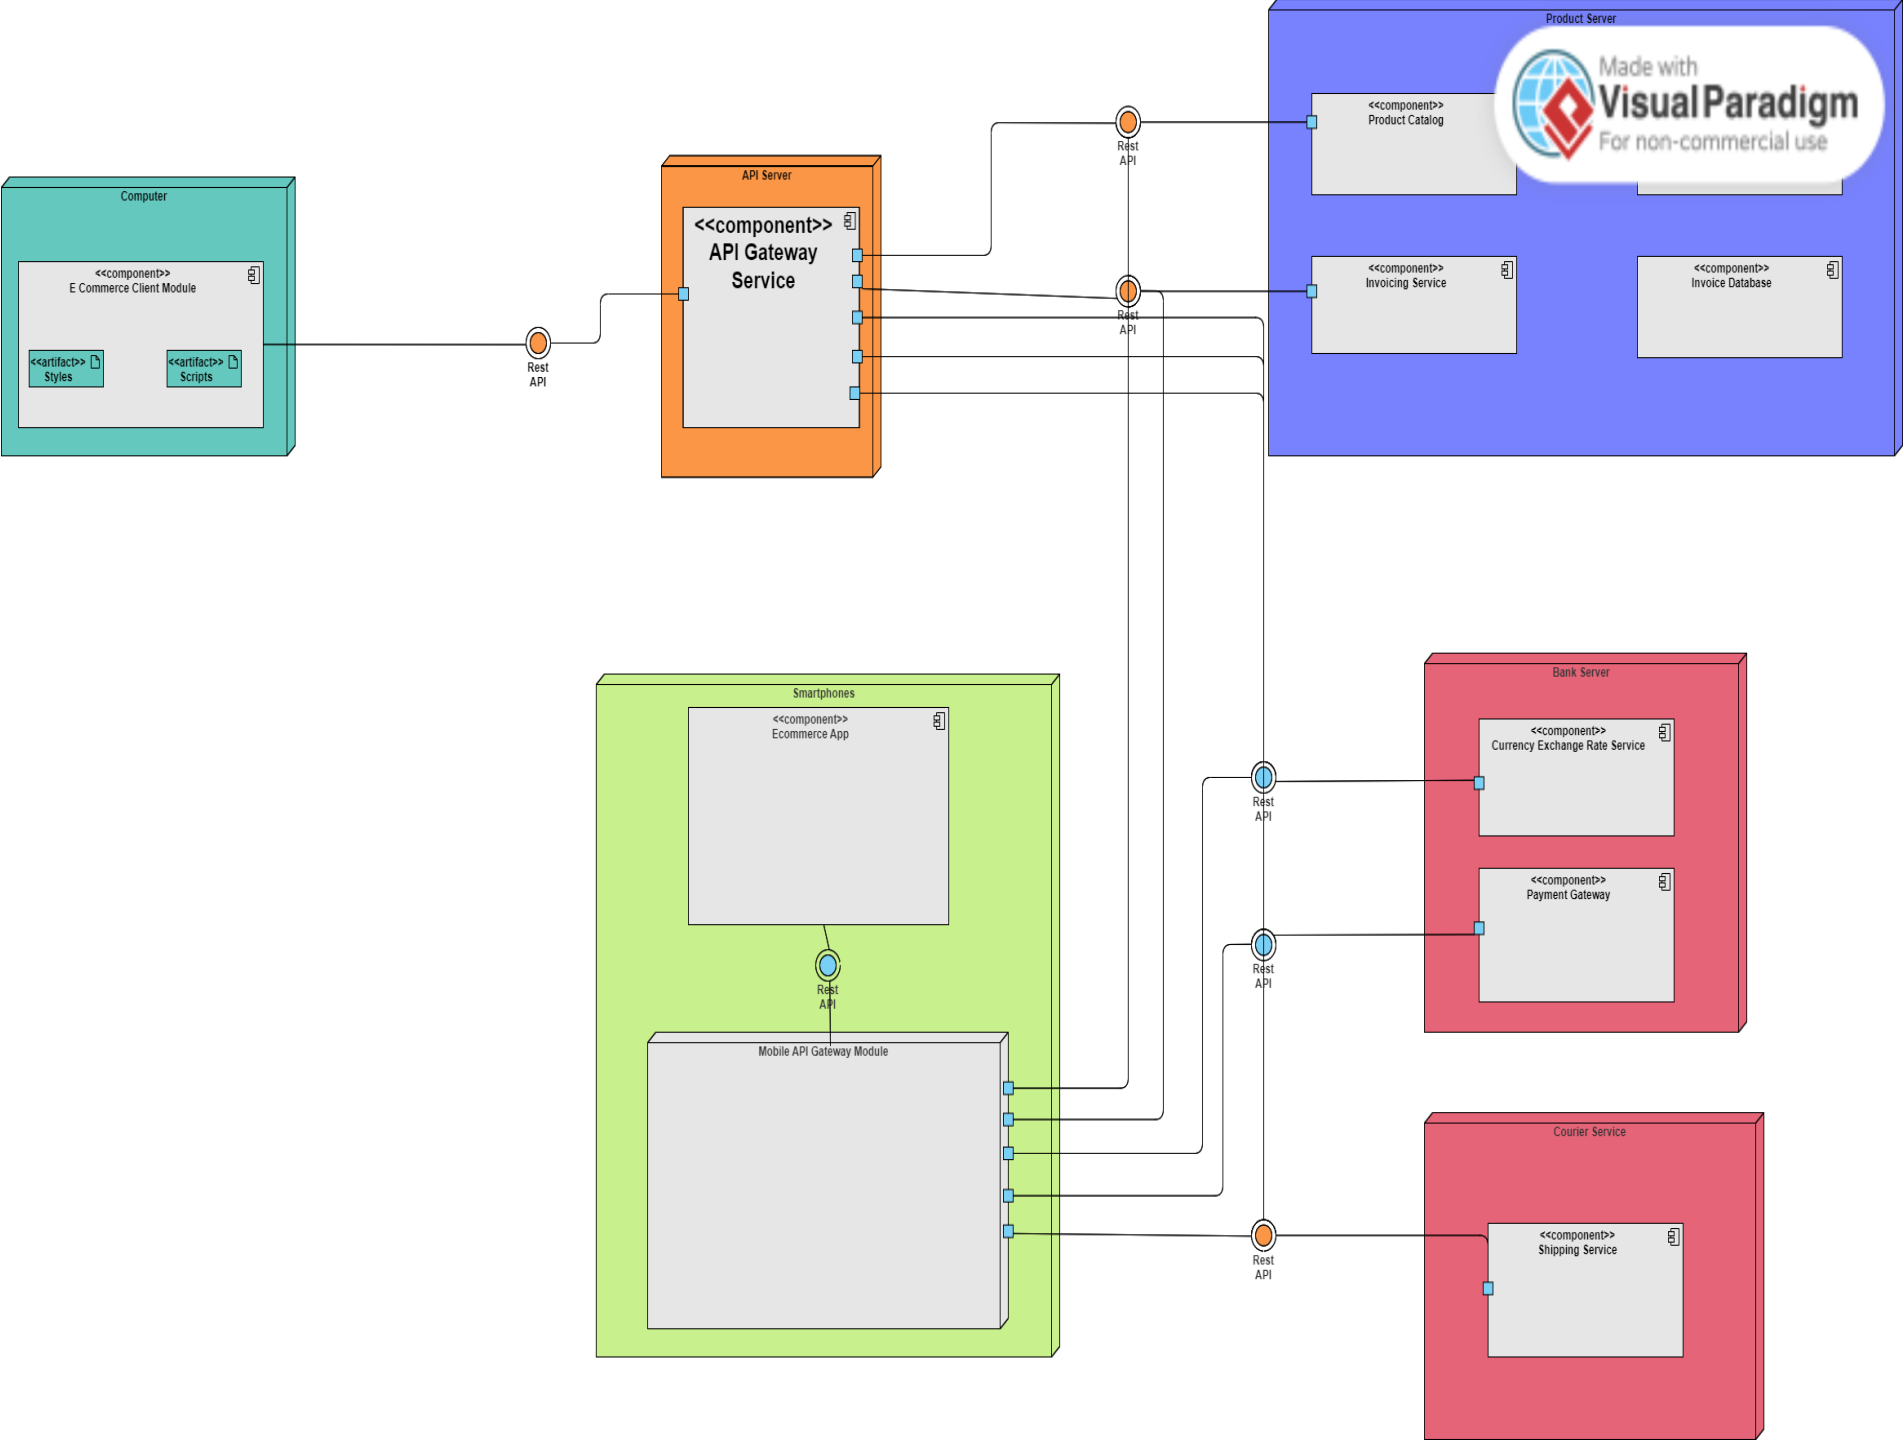 Product Server
Made with
Visual Paradigm
For non-commercial use
<<component>>
Product Catalog
Rest
API
API Server
<<component>>
API Gateway
Service
Computer
<<component>>
E Commerce Client Module
<<artifact>>
Styles
<<artifact>>
Scripts
Rest
API
Rest
API
<<component>>
Invoicing Service
<<component>>
Invoice Database
Smartphones
<<component>>
Ecommerce App
Rest
API
Mobile API Gateway Module
Bank Server
<<component>>
Currency Exchange Rate Service
Rest
API
<<component>>
Payment Gateway
Rest
API
Courier Service
<<component>>
Shipping Service
Rest
API